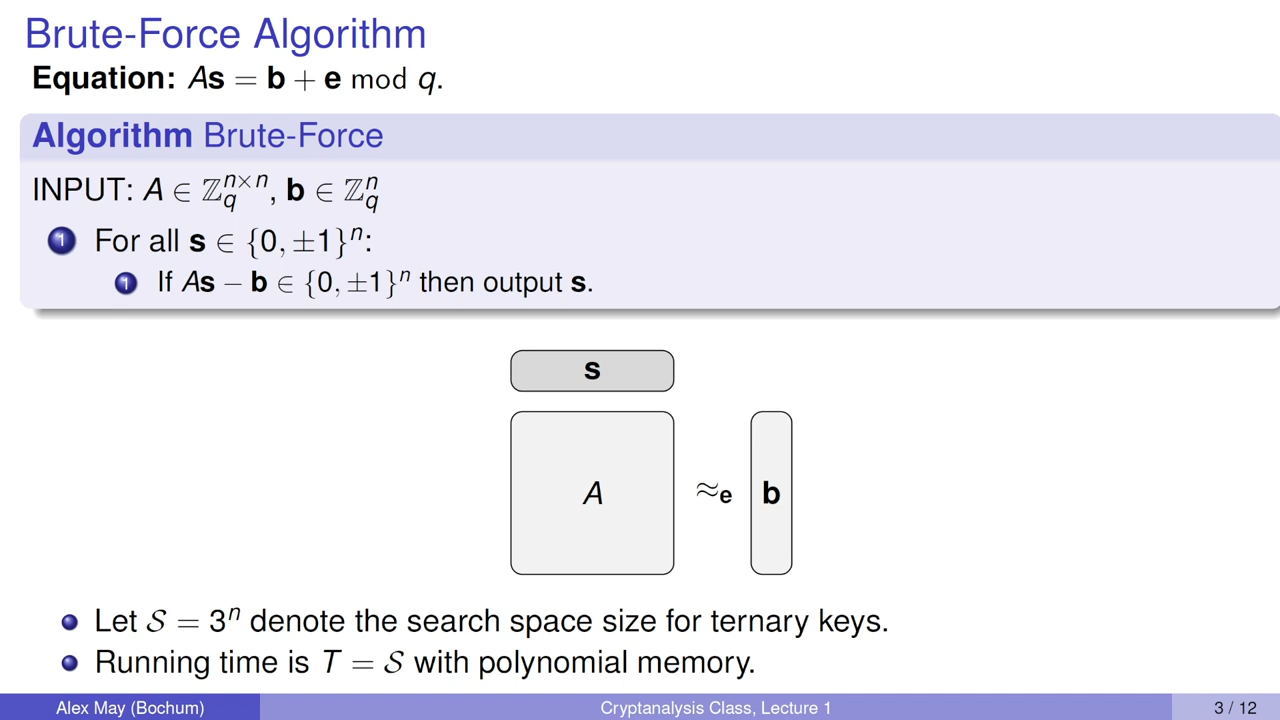 Brute-Force Algorithm
Equation: As = b + e mod q.
Algorithm Brute-Force
INPUT: A ∈ ℤ_q^{n×n}, b ∈ ℤ_q^n
1 For all s ∈ {0, ±1}^n:
1 If As − b ∈ {0, ±1}^n then output s.
s
A ≈_e b
Let 𝒮 = 3^n denote the search space size for ternary keys.
Running time is T = 𝒮 with polynomial memory.
Alex May (Bochum) Cryptanalysis Class, Lecture 1 3 / 12